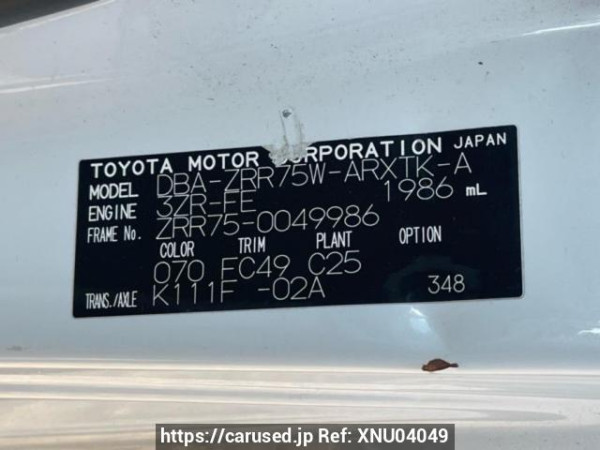 TOYOTA MOTOR CORPORATION JAPAN
MODEL DBA-ZRR75W-ARXTK-A
ENGINE 3ZR-FE 1986 mL
FRAME No. ZRR75-0049986
COLOR TRIM PLANT OPTION
070 FC49 C25
TRANS./AXLE K111F -02A 348
https://carused.jp Ref: XNU04049